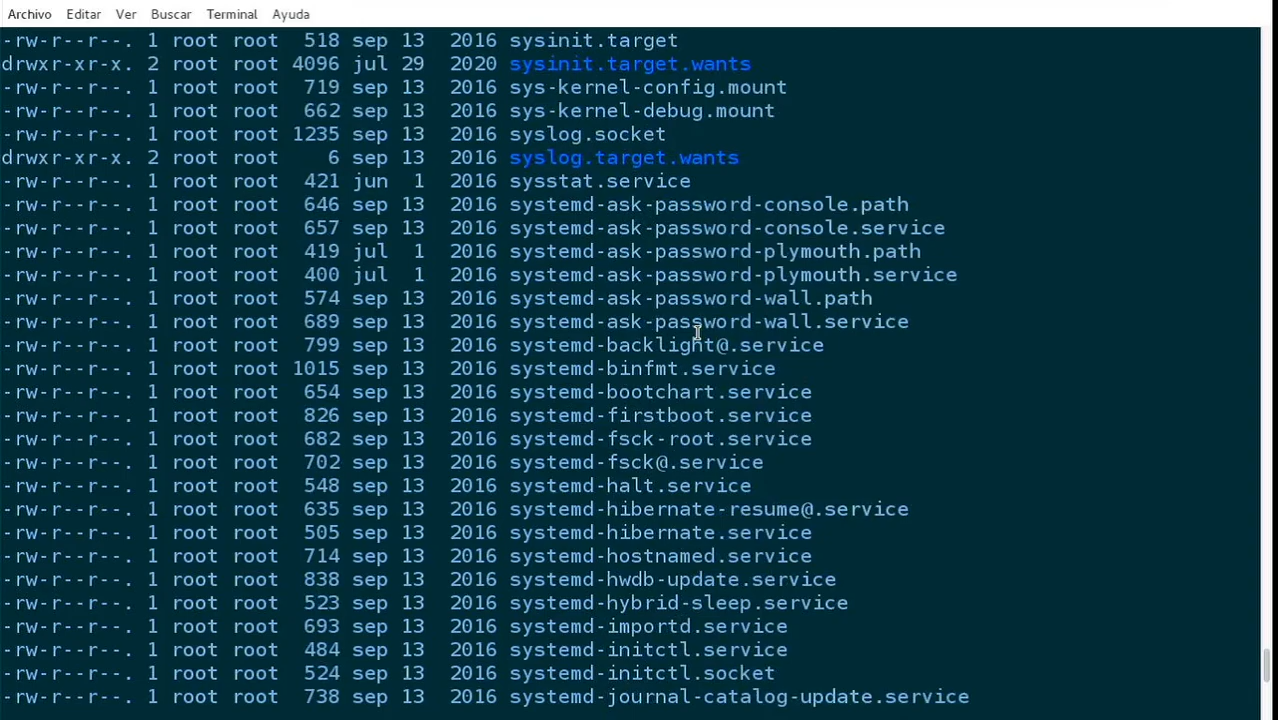 Archivo Editar Ver Buscar Terminal Ayuda
-rw-r--r--. 1 root root 518 sep 13 2016 sysinit.target
drwxr-xr-x. 2 root root 4096 jul 29 2020 sysinit.target.wants
-rw-r--r--. 1 root root 719 sep 13 2016 sys-kernel-config.mount
-rw-r--r--. 1 root root 662 sep 13 2016 sys-kernel-debug.mount
-rw-r--r--. 1 root root 1235 sep 13 2016 syslog.socket
drwxr-xr-x. 2 root root 6 sep 13 2016 syslog.target.wants
-rw-r--r--. 1 root root 421 jun 1 2016 sysstat.service
-rw-r--r--. 1 root root 646 sep 13 2016 systemd-ask-password-console.path
-rw-r--r--. 1 root root 657 sep 13 2016 systemd-ask-password-console.service
-rw-r--r--. 1 root root 419 jul 1 2016 systemd-ask-password-plymouth.path
-rw-r--r--. 1 root root 400 jul 1 2016 systemd-ask-password-plymouth.service
-rw-r--r--. 1 root root 574 sep 13 2016 systemd-ask-password-wall.path
-rw-r--r--. 1 root root 689 sep 13 2016 systemd-ask-password-wall.service
-rw-r--r--. 1 root root 799 sep 13 2016 systemd-backlight@.service
-rw-r--r--. 1 root root 1015 sep 13 2016 systemd-binfmt.service
-rw-r--r--. 1 root root 654 sep 13 2016 systemd-bootchart.service
-rw-r--r--. 1 root root 826 sep 13 2016 systemd-firstboot.service
-rw-r--r--. 1 root root 682 sep 13 2016 systemd-fsck-root.service
-rw-r--r--. 1 root root 702 sep 13 2016 systemd-fsck@.service
-rw-r--r--. 1 root root 548 sep 13 2016 systemd-halt.service
-rw-r--r--. 1 root root 635 sep 13 2016 systemd-hibernate-resume@.service
-rw-r--r--. 1 root root 505 sep 13 2016 systemd-hibernate.service
-rw-r--r--. 1 root root 714 sep 13 2016 systemd-hostnamed.service
-rw-r--r--. 1 root root 838 sep 13 2016 systemd-hwdb-update.service
-rw-r--r--. 1 root root 523 sep 13 2016 systemd-hybrid-sleep.service
-rw-r--r--. 1 root root 693 sep 13 2016 systemd-importd.service
-rw-r--r--. 1 root root 484 sep 13 2016 systemd-initctl.service
-rw-r--r--. 1 root root 524 sep 13 2016 systemd-initctl.socket
-rw-r--r--. 1 root root 738 sep 13 2016 systemd-journal-catalog-update.service